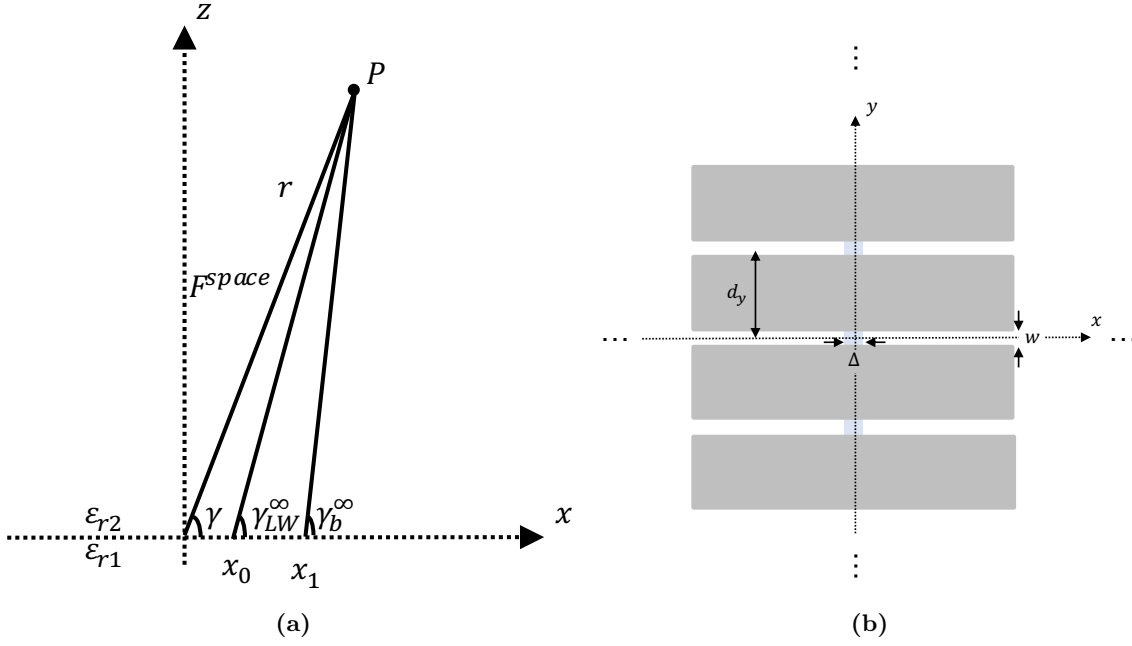 z
P
r
F^space
γ
γ_LW^∞
γ_b^∞
x
ε_r2
ε_r1
x_0
x_1
(a)
⋮
y
d_y
x
...
w
...
Δ
⋮
(b)